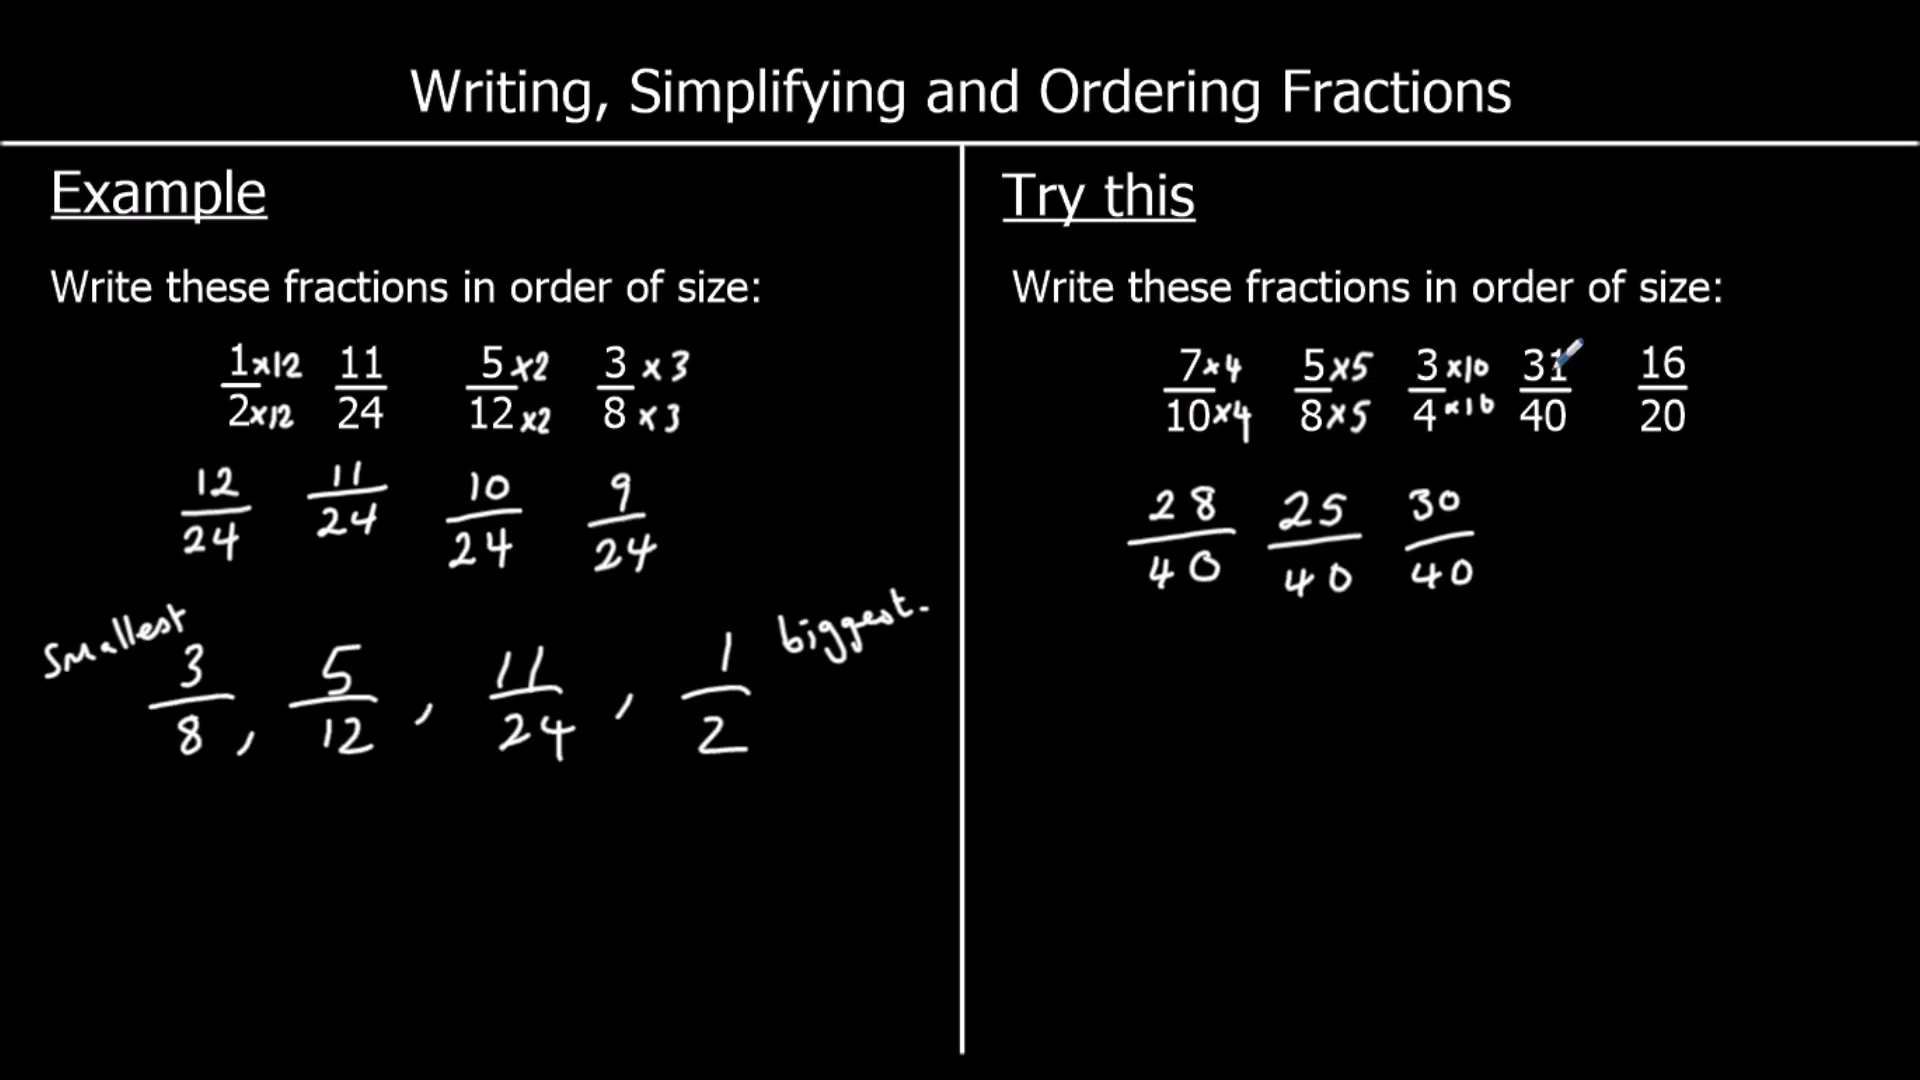 Writing, Simplifying and Ordering Fractions
Example
Write these fractions in order of size:
1×12 11 5×2 3×3
2×12 24 12×2 8×3
12 11 10 9
24 24 24 24
Smallest biggest.
3 5 11 1
8 , 12 , 24 , 2
Try this
Write these fractions in order of size:
7×4 5×5 3×10 31 16
10×4 8×5 4×10 40 20
28 25 30
40 40 40